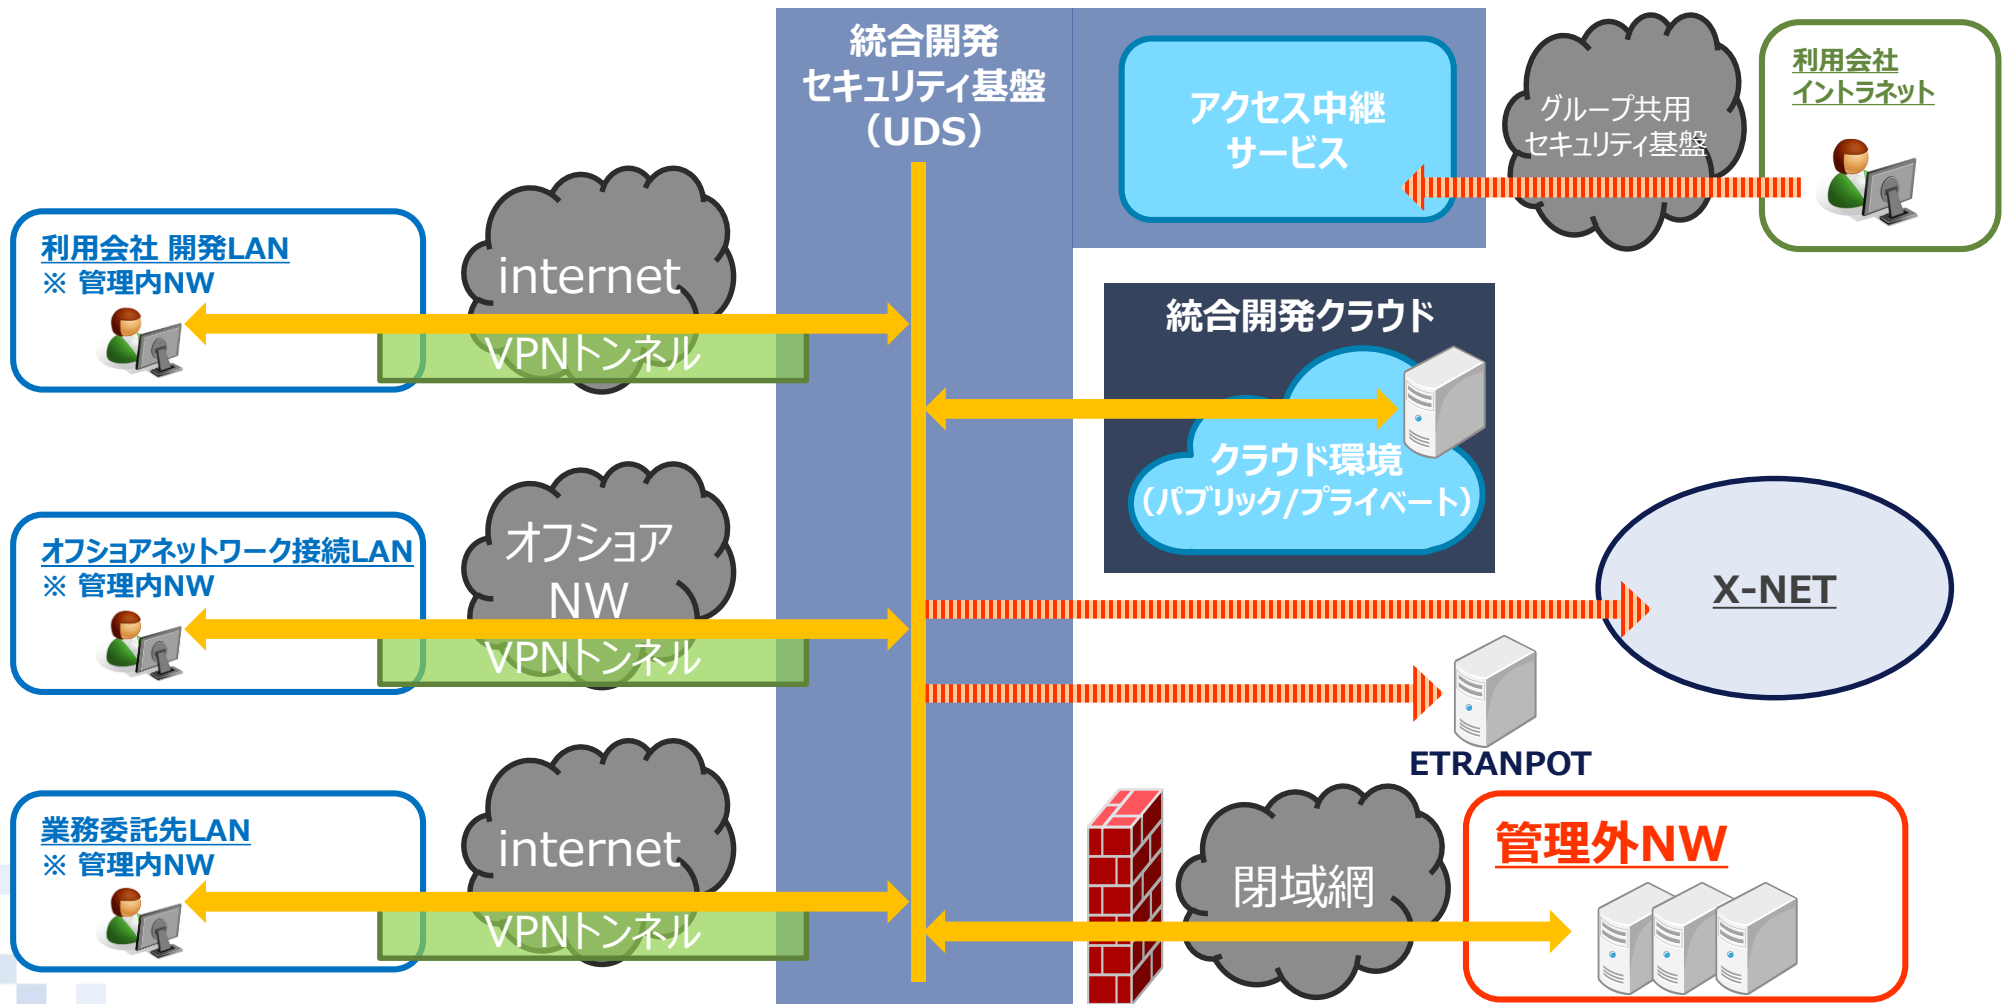 統合開発
セキュリティ基盤
（UDS）
アクセス中継
サービス
グループ共用
セキュリティ基盤
利用会社
イントラネット
利用会社 開発LAN
※ 管理内NW
internet
VPNトンネル
統合開発クラウド
クラウド環境
（パブリック/プライベート）
オフショアネットワーク接続LAN
※ 管理内NW
オフショア
NW
VPNトンネル
X-NET
ETRANPOT
業務委託先LAN
※ 管理内NW
internet
VPNトンネル
閉域網
管理外NW